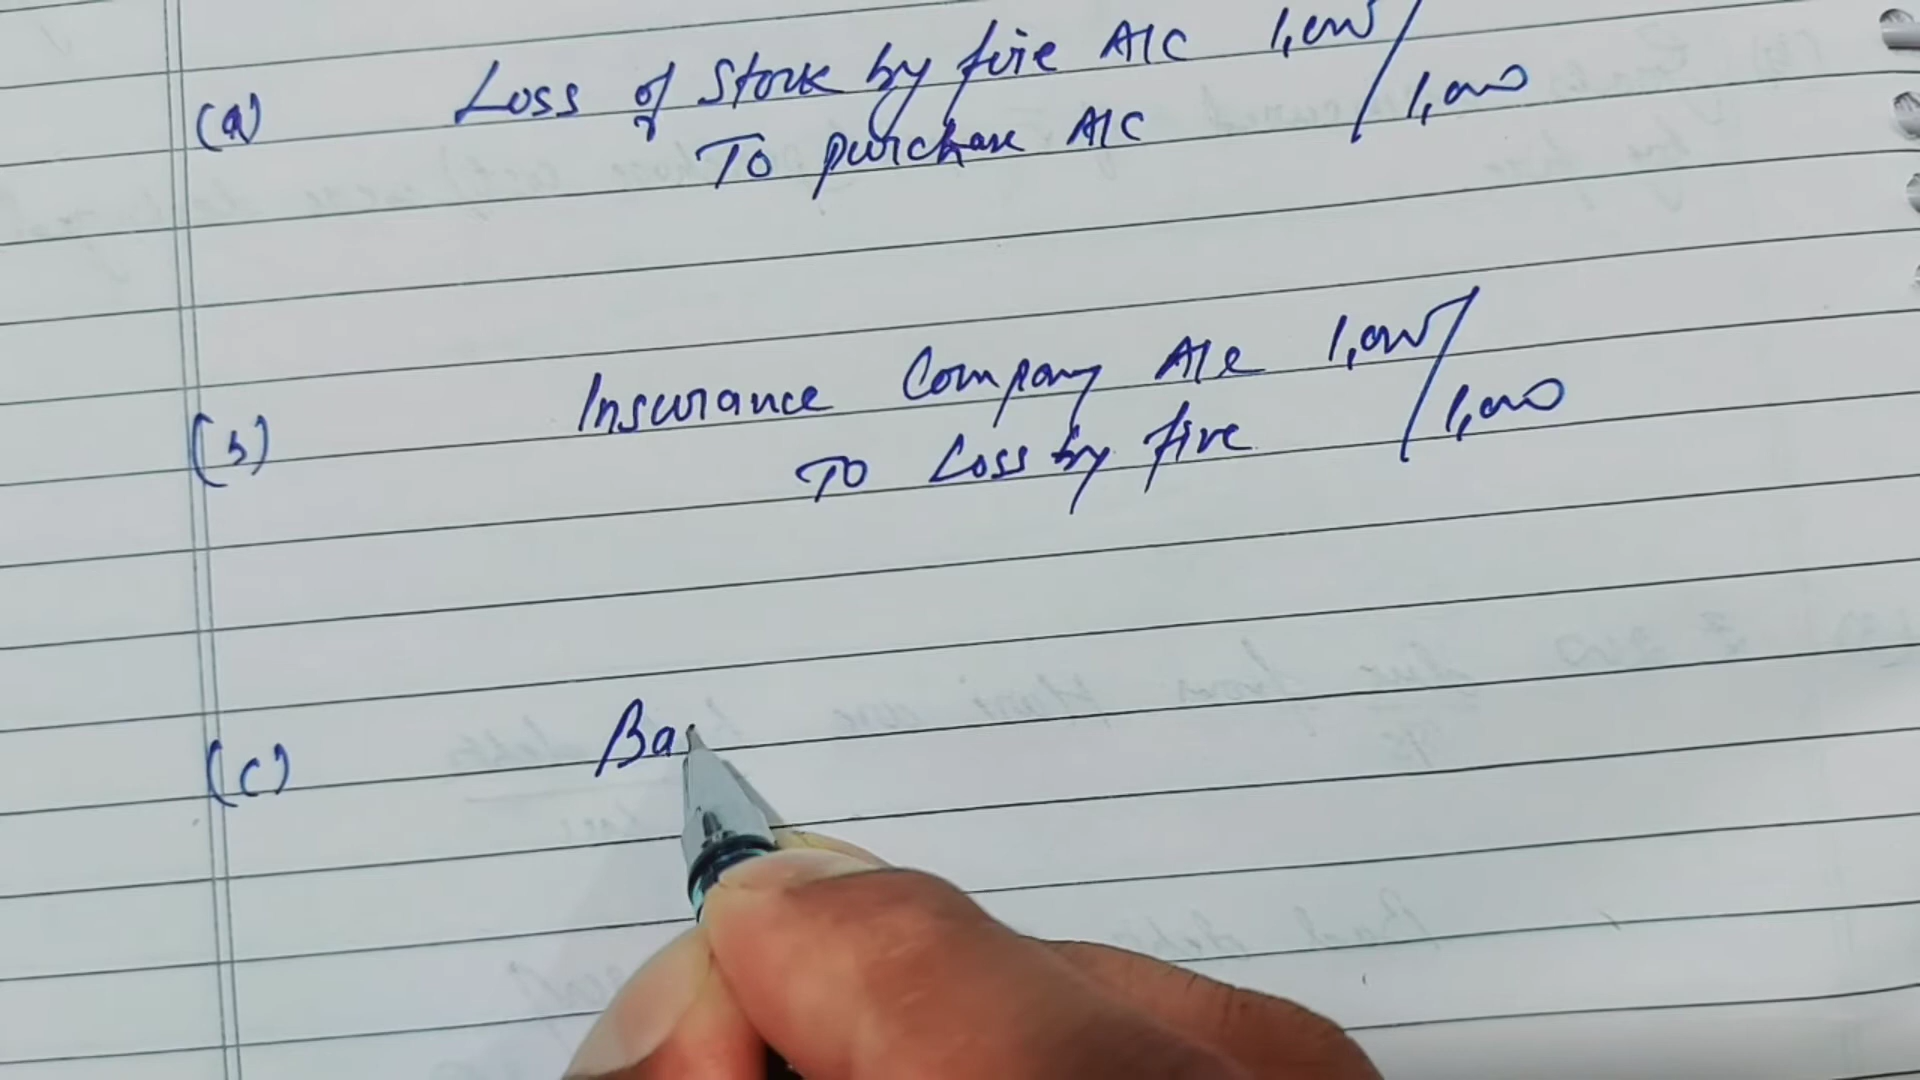 (a) Loss of Stock by fire A/C 1,000
To purchase A/C 1,000
(b) Insurance Company A/c 1,000
To Loss by fire 1,000
(c) Ba